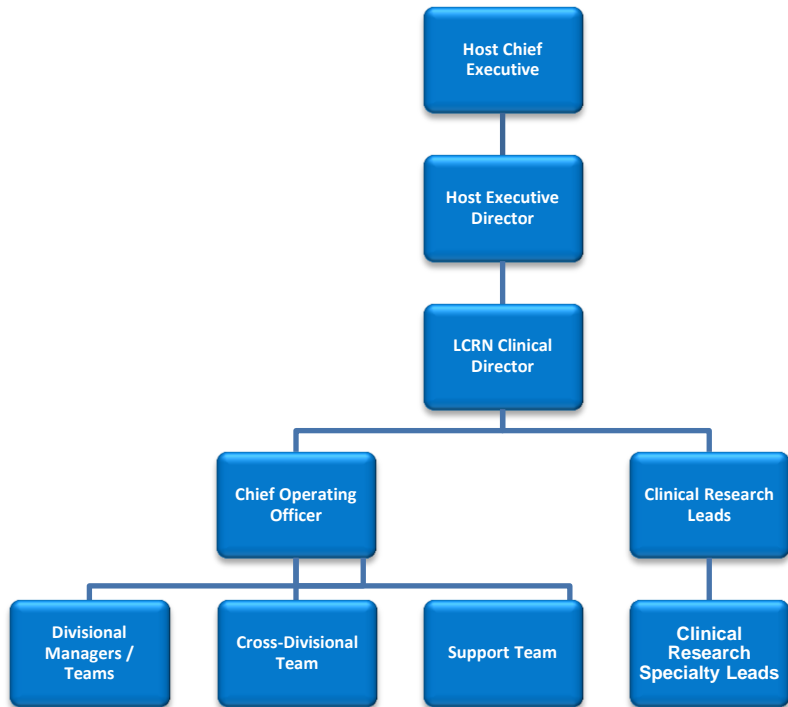 Host Chief
Executive
Host Executive
Director
LCRN Clinical
Director
Chief Operating
Officer
Clinical Research
Leads
Divisional
Managers /
Teams
Cross-Divisional
Team
Support Team
Clinical
Research
Specialty Leads